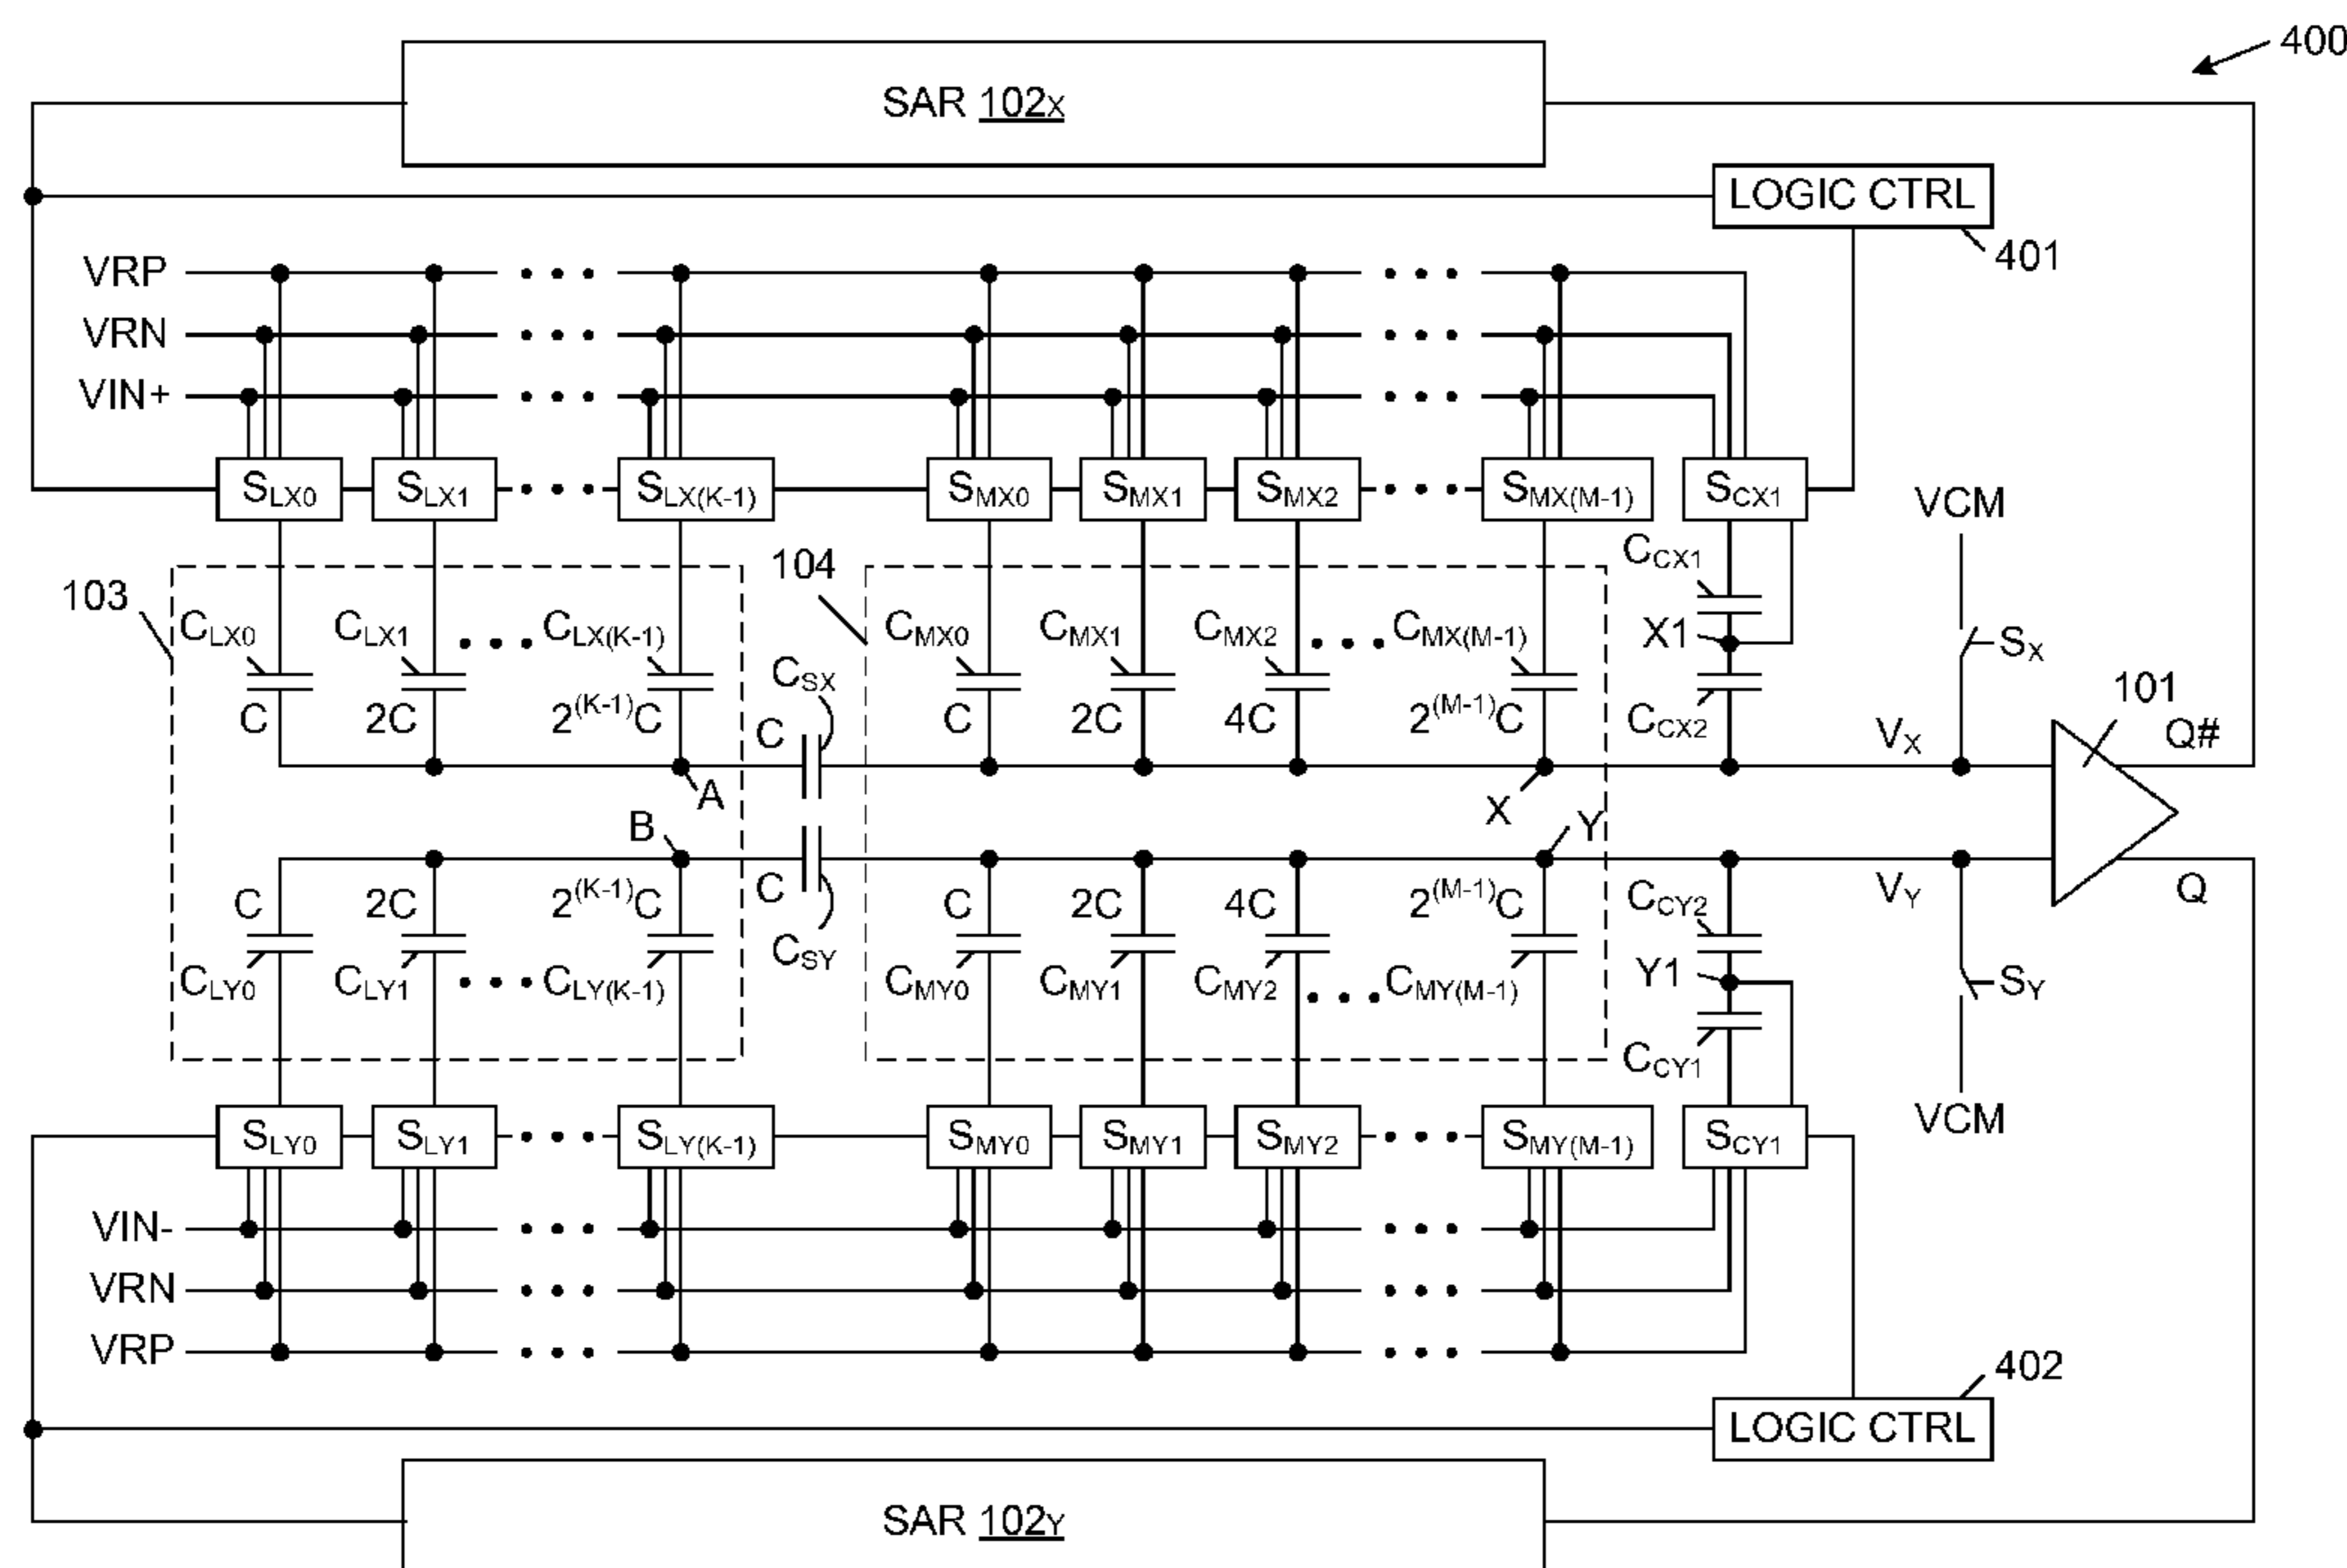 400
SAR 102X
LOGIC CTRL
401
VRP
VRN
VIN+
SLX0 SLX1 SLX(K-1) SMX0 SMX1 SMX2 SMX(M-1) SCX1
VCM
103
104
CCX1
CLX0 CLX1 CLX(K-1) CMX0 CMX1 CMX2 CMX(M-1)
X1
SX
CSX
C 2C 2(K-1)C C C 2C 4C 2(M-1)C
CCX2
VX
101
Q#
A
X
B
Y
C 2C 2(K-1)C C C 2C 4C 2(M-1)C
CCY2
VY
Q
CSY
CLY0 CLY1 CLY(K-1) CMY0 CMY1 CMY2 CMY(M-1)
Y1
SY
CCY1
SLY0 SLY1 SLY(K-1) SMY0 SMY1 SMY2 SMY(M-1) SCY1
VCM
VIN-
VRN
VRP
402
LOGIC CTRL
SAR 102Y